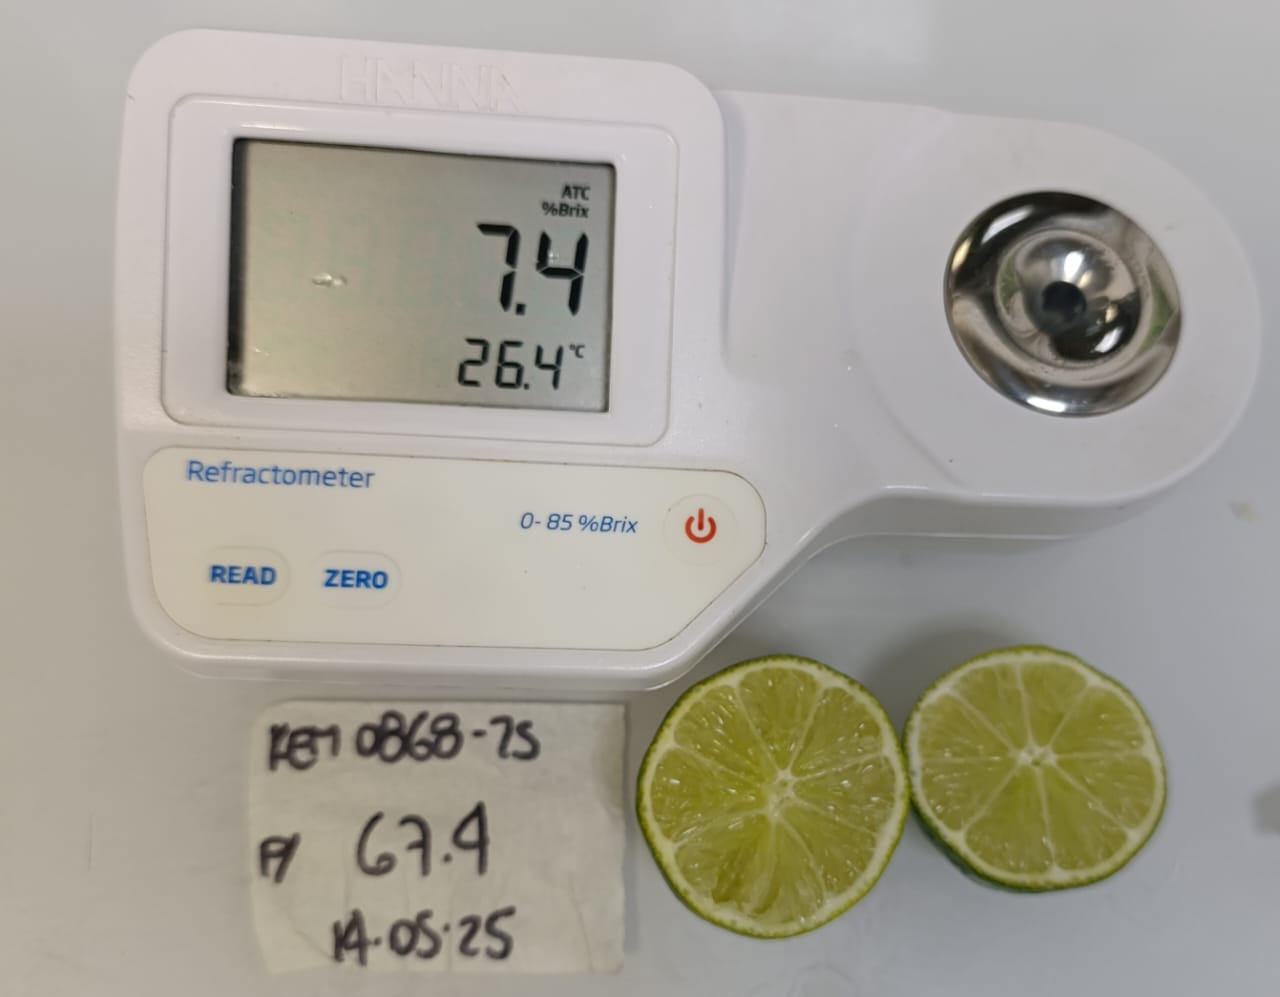 HANNA
ATC
%Brix
7.4
26.4°C
Refractometer
0-85 %Brix
READ ZERO
0868-25
67.4
14.05.25